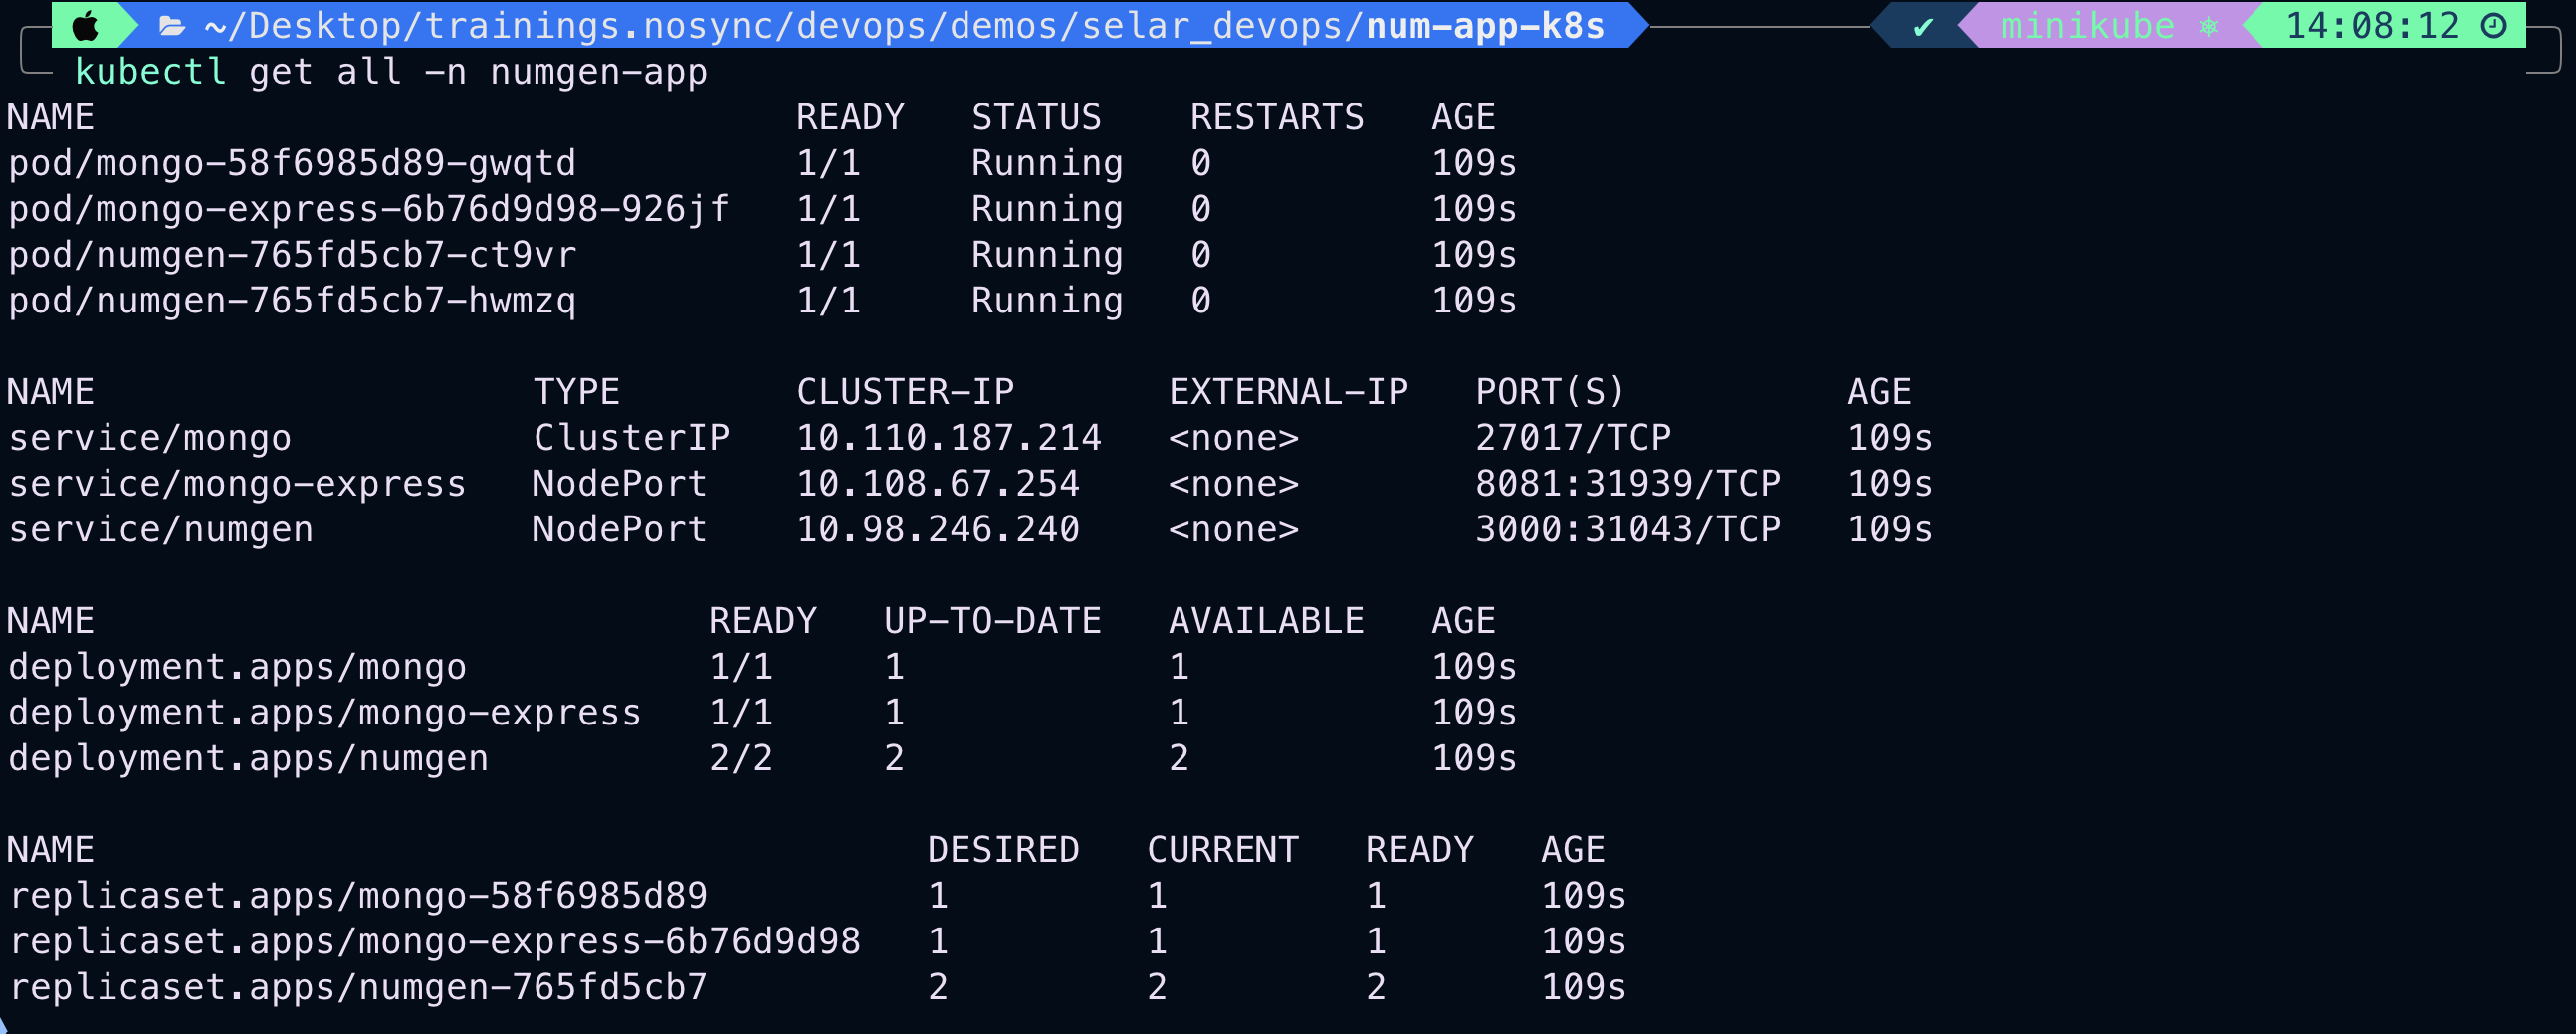 ~/Desktop/trainings.nosync/devops/demos/selar_devops/num-app-k8s ✔ minikube ⎈ 14:08:12
kubectl get all -n numgen-app
NAME READY STATUS RESTARTS AGE
pod/mongo-58f6985d89-gwqtd 1/1 Running 0 109s
pod/mongo-express-6b76d9d98-926jf 1/1 Running 0 109s
pod/numgen-765fd5cb7-ct9vr 1/1 Running 0 109s
pod/numgen-765fd5cb7-hwmzq 1/1 Running 0 109s
NAME TYPE CLUSTER-IP EXTERNAL-IP PORT(S) AGE
service/mongo ClusterIP 10.110.187.214 <none> 27017/TCP 109s
service/mongo-express NodePort 10.108.67.254 <none> 8081:31939/TCP 109s
service/numgen NodePort 10.98.246.240 <none> 3000:31043/TCP 109s
NAME READY UP-TO-DATE AVAILABLE AGE
deployment.apps/mongo 1/1 1 1 109s
deployment.apps/mongo-express 1/1 1 1 109s
deployment.apps/numgen 2/2 2 2 109s
NAME DESIRED CURRENT READY AGE
replicaset.apps/mongo-58f6985d89 1 1 1 109s
replicaset.apps/mongo-express-6b76d9d98 1 1 1 109s
replicaset.apps/numgen-765fd5cb7 2 2 2 109s